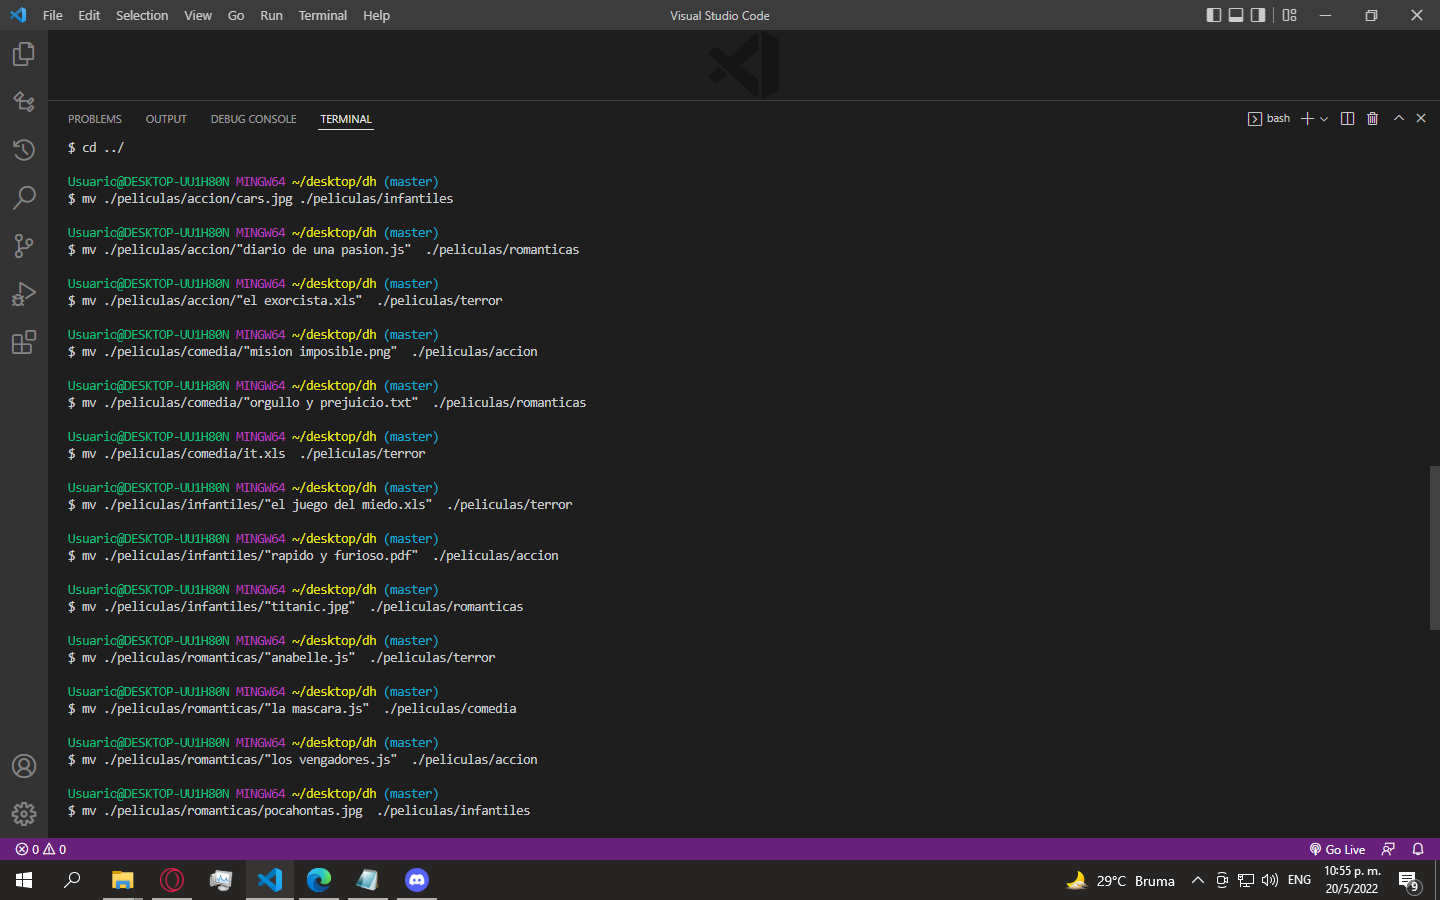 File Edit Selection View Go Run Terminal Help Visual Studio Code
PROBLEMS OUTPUT DEBUG CONSOLE TERMINAL bash
$ cd ../
Usuario@DESKTOP-UU1H80N MINGW64 ~/desktop/dh (master)
$ mv ./peliculas/accion/cars.jpg ./peliculas/infantiles
Usuario@DESKTOP-UU1H80N MINGW64 ~/desktop/dh (master)
$ mv ./peliculas/accion/"diario de una pasion.js"  ./peliculas/romanticas
Usuario@DESKTOP-UU1H80N MINGW64 ~/desktop/dh (master)
$ mv ./peliculas/accion/"el exorcista.xls"  ./peliculas/terror
Usuario@DESKTOP-UU1H80N MINGW64 ~/desktop/dh (master)
$ mv ./peliculas/comedia/"mision imposible.png"  ./peliculas/accion
Usuario@DESKTOP-UU1H80N MINGW64 ~/desktop/dh (master)
$ mv ./peliculas/comedia/"orgullo y prejuicio.txt"  ./peliculas/romanticas
Usuario@DESKTOP-UU1H80N MINGW64 ~/desktop/dh (master)
$ mv ./peliculas/comedia/it.xls  ./peliculas/terror
Usuario@DESKTOP-UU1H80N MINGW64 ~/desktop/dh (master)
$ mv ./peliculas/infantiles/"el juego del miedo.xls"  ./peliculas/terror
Usuario@DESKTOP-UU1H80N MINGW64 ~/desktop/dh (master)
$ mv ./peliculas/infantiles/"rapido y furioso.pdf"  ./peliculas/accion
Usuario@DESKTOP-UU1H80N MINGW64 ~/desktop/dh (master)
$ mv ./peliculas/infantiles/"titanic.jpg"  ./peliculas/romanticas
Usuario@DESKTOP-UU1H80N MINGW64 ~/desktop/dh (master)
$ mv ./peliculas/romanticas/"anabelle.js"  ./peliculas/terror
Usuario@DESKTOP-UU1H80N MINGW64 ~/desktop/dh (master)
$ mv ./peliculas/romanticas/"la mascara.js"  ./peliculas/comedia
Usuario@DESKTOP-UU1H80N MINGW64 ~/desktop/dh (master)
$ mv ./peliculas/romanticas/"los vengadores.js"  ./peliculas/accion
Usuario@DESKTOP-UU1H80N MINGW64 ~/desktop/dh (master)
$ mv ./peliculas/romanticas/pocahontas.jpg  ./peliculas/infantiles
0 0 Go Live
29°C Bruma ENG 10:55 p. m.
20/5/2022 9